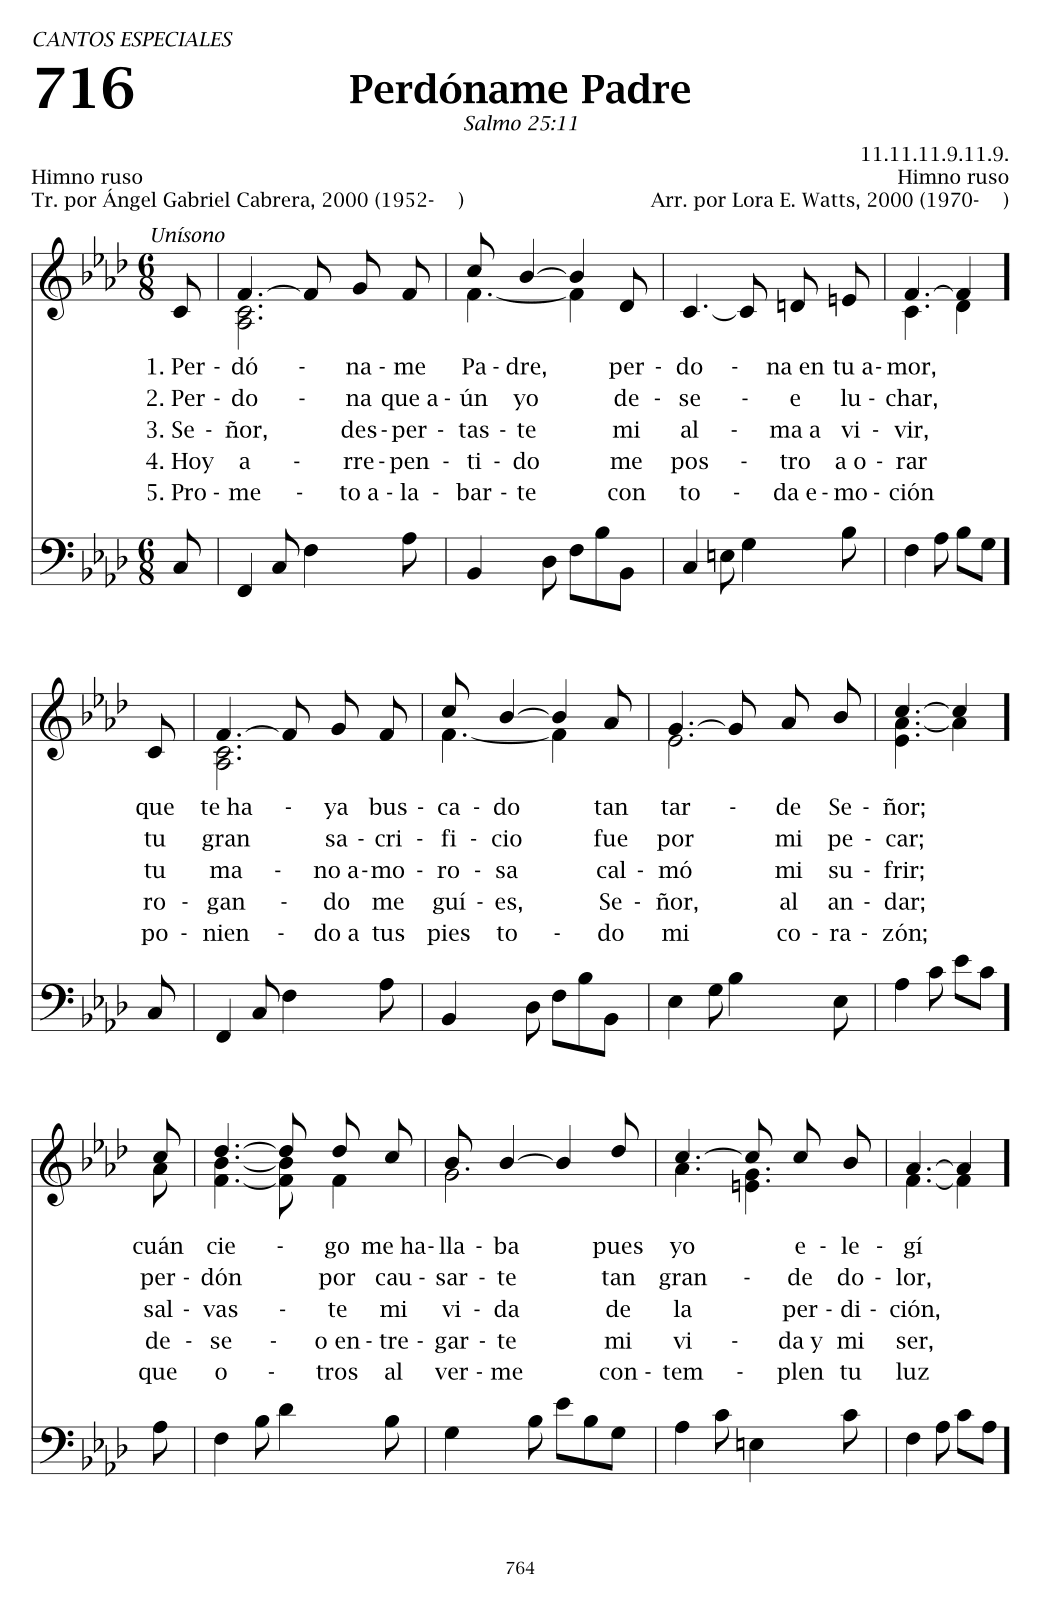 CANTOS ESPECIALES
716
Perdóname Padre
Salmo 25:11
11.11.11.9.11.9.
Himno ruso
Himno ruso
Tr. por Ángel Gabriel Cabrera, 2000 (1952- )
Arr. por Lora E. Watts, 2000 (1970- )
Unísono
6 8
1. Per - dó - na - me Pa - dre, per - do - na en tu a - mor,
2. Per - do - na que a - ún yo de - se - e lu - char,
3. Se - ñor, des - per - tas - te mi al - ma a vi - vir,
4. Hoy a - rre - pen - ti - do me pos - tro a o - rar
5. Pro - me - to a - la - bar - te con to - da e - mo - ción
6 8
que te ha - ya bus - ca - do tan tar - de Se - ñor;
tu gran sa - cri - fi - cio fue por mi pe - car;
tu ma - no a - mo - ro - sa cal - mó mi su - frir;
ro - gan - do me guí - es, Se - ñor, al an - dar;
po - nien - do a tus pies to - do mi co - ra - zón;
cuán cie - go me ha - lla - ba pues yo e - le - gí
per - dón por cau - sar - te tan gran - de do - lor,
sal - vas - te mi vi - da de la per - di - ción,
de - se - o en - tre - gar - te mi vi - da y mi ser,
que o - tros al ver - me con - tem - plen tu luz
764